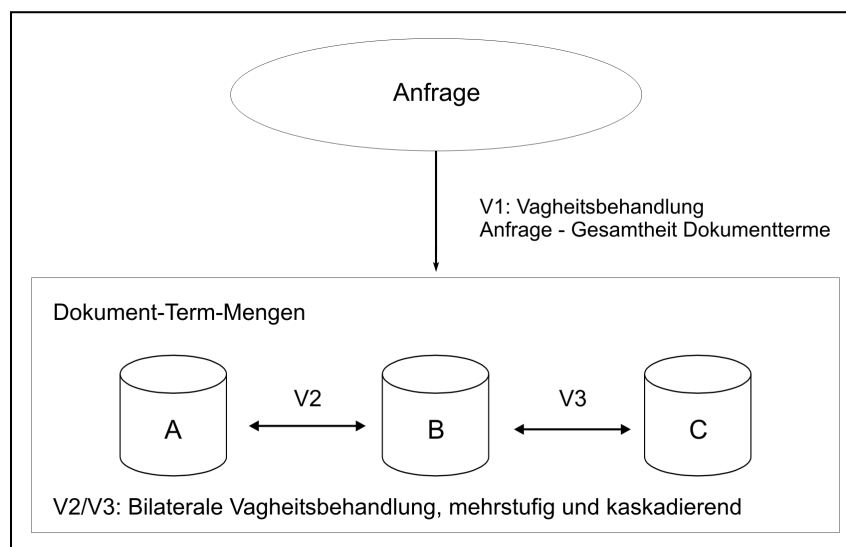 Anfrage
V1: Vagheitsbehandlung
Anfrage - Gesamtheit Dokumentterme
Dokument-Term-Mengen
V2
V3
A
B
C
V2/V3: Bilaterale Vagheitsbehandlung, mehrstufig und kaskadierend